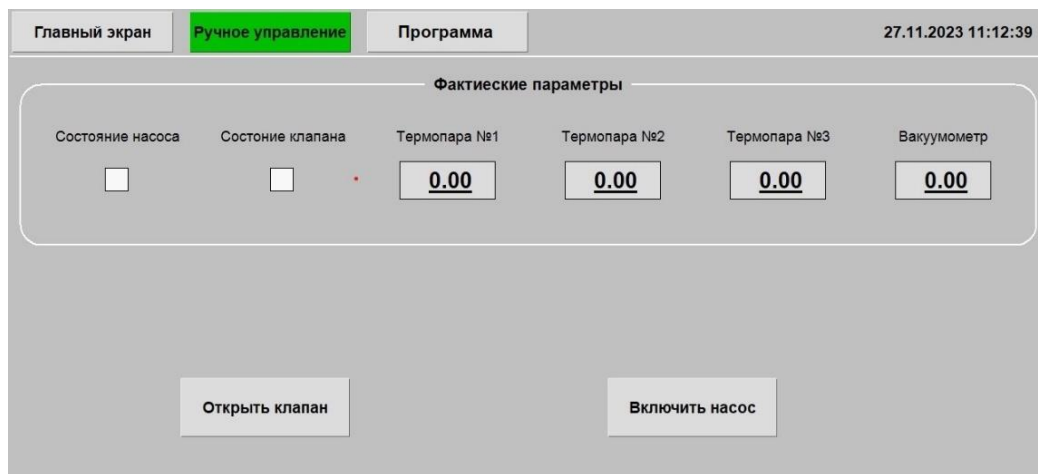 Главный экран Ручное управление Программа 27.11.2023 11:12:39
Фактиеские параметры
Состояние насоса Состоние клапана Термопара №1 Термопара №2 Термопара №3 Вакуумометр
0.00 0.00 0.00 0.00
Открыть клапан Включить насос